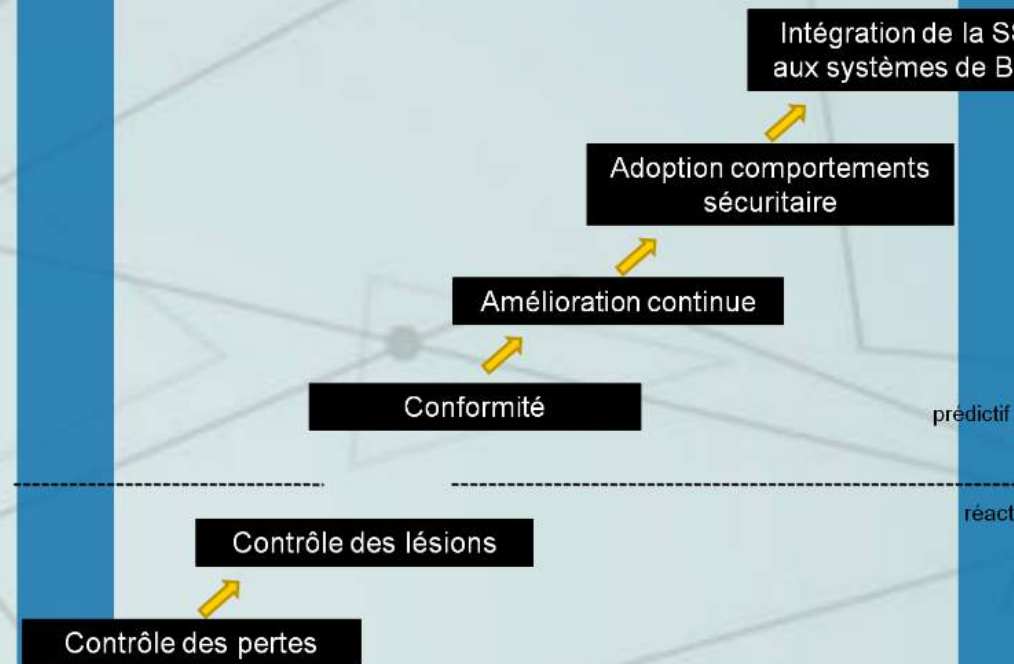 Intégration de la
aux systèmes de
Adoption comportements
sécuritaire
Amélioration continue
Conformité
prédictif
Contrôle des lésions
Contrôle des pertes